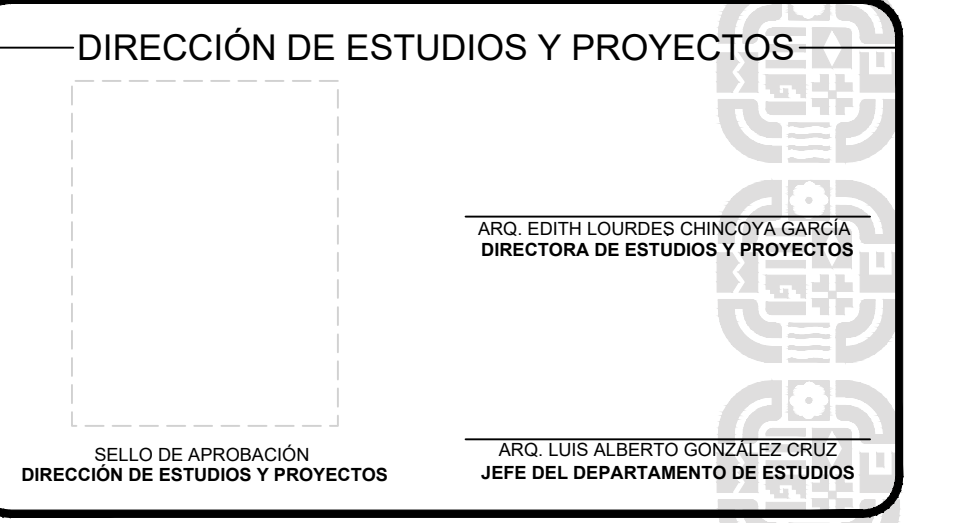 DIRECCIÓN DE ESTUDIOS Y PROYECTOS
ARQ. EDITH LOURDES CHINCOYA GARCÍA
DIRECTORA DE ESTUDIOS Y PROYECTOS
SELLO DE APROBACIÓN
DIRECCIÓN DE ESTUDIOS Y PROYECTOS
ARQ. LUIS ALBERTO GONZÁLEZ CRUZ
JEFE DEL DEPARTAMENTO DE ESTUDIOS